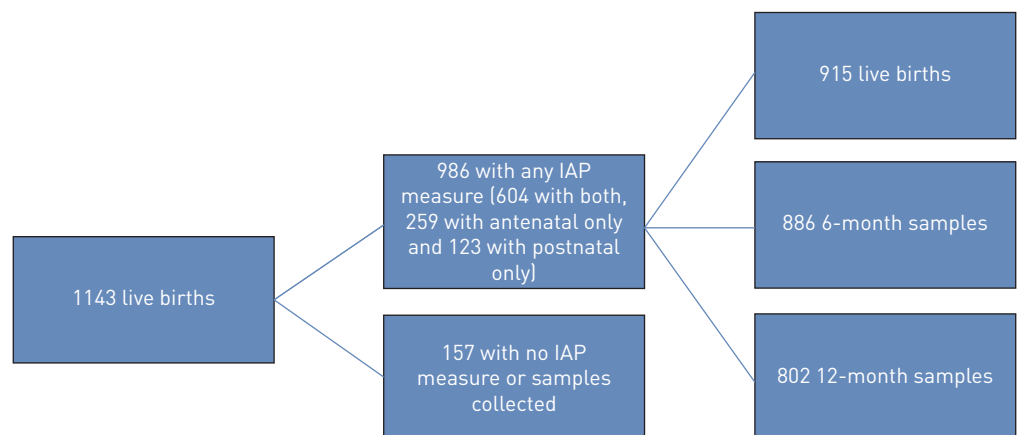 1143 live births
986 with any IAP
measure (604 with both,
259 with antenatal only
and 123 with postnatal
only)
157 with no IAP
measure or samples
collected
915 live births
886 6-month samples
802 12-month samples